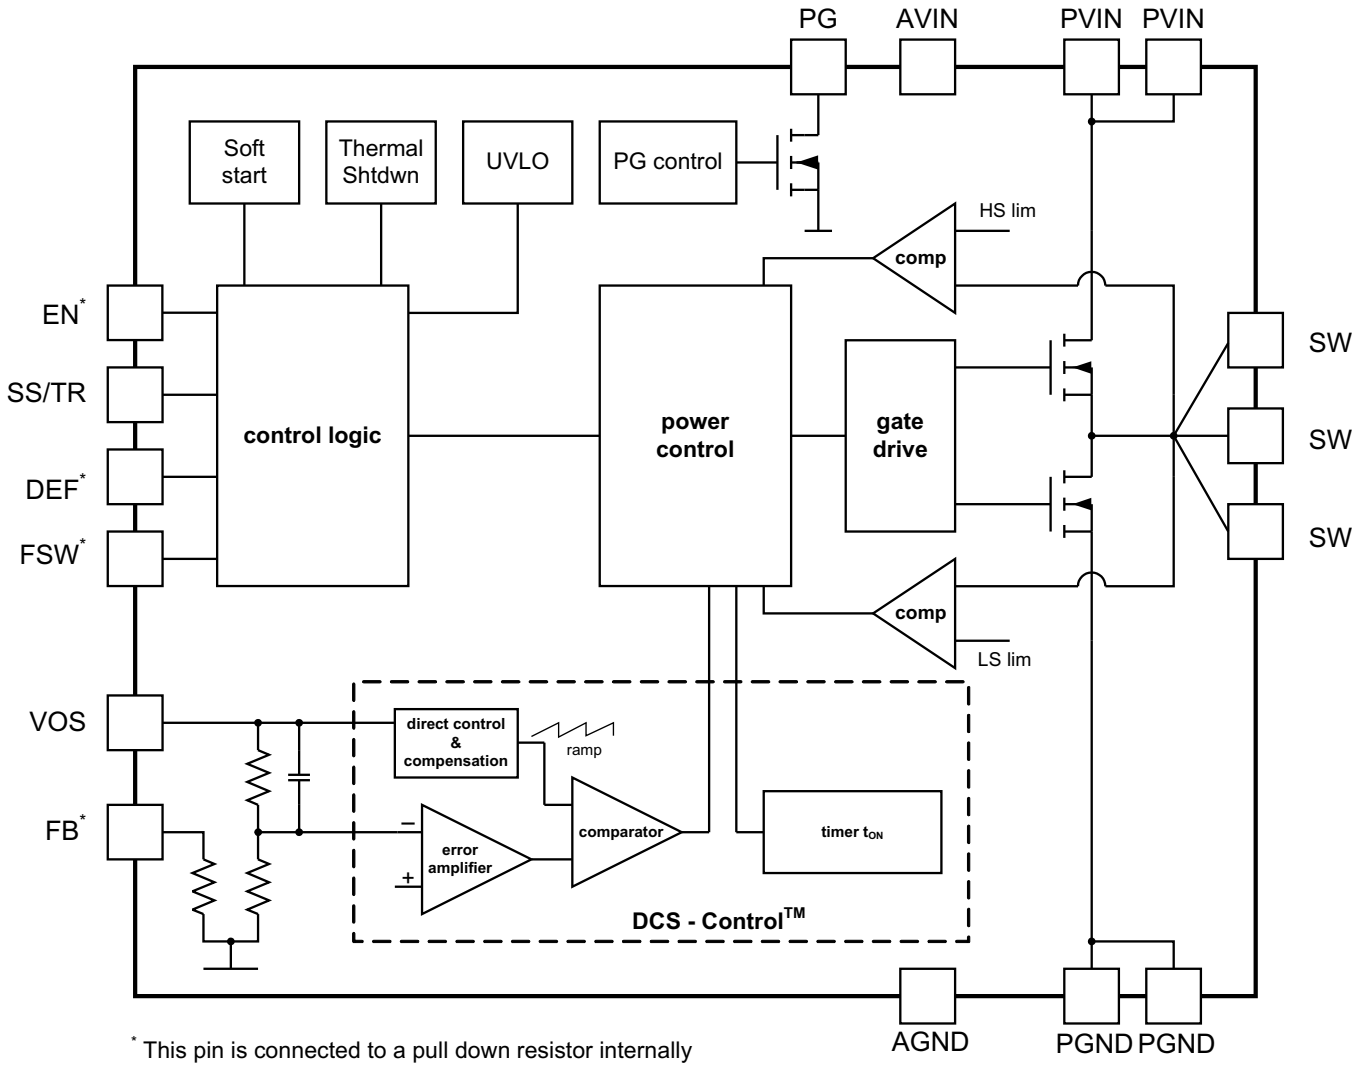 PG AVIN PVIN PVIN
Soft
start
Thermal
Shtdwn
UVLO
PG control
HS lim
comp
EN*
SS/TR
DEF*
FSW*
control logic
power
control
gate
drive
SW
SW
SW
comp
LS lim
VOS
FB*
direct control
&
compensation
ramp
−
+
error
amplifier
comparator
timer tON
DCS - Control™
AGND PGND PGND
* This pin is connected to a pull down resistor internally